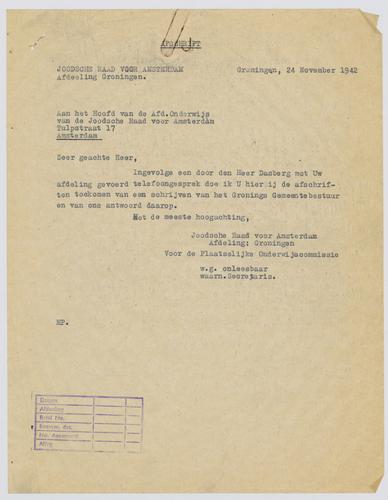 AFSCHRIFT
JOODSCHE RAAD VOOR AMSTERDAM
Afdeeling Groningen.
Groningen, 24 November 1942
Aan het Hoofd van de Afd.Onderwijs
van de Joodsche Raad voor Amsterdam
Tulpstraat 17
Amsterdam
Zeer geachte Heer,
Ingevolge een door den Heer Dasberg met Uw
afdeling gevoerd telefoongesprek doe ik U hierbij de afschrif-
ten toekomen van een schrijven van het Gronings Gemeentebestuur
en van ons antwoord daarop.
Met de meeste hoogachting,
Joodsche Raad voor Amsterdam
Afdeling: Groningen
Voor de Plaatselijke Onderwijscommissie
w.g. onleesbaar
waarn.Secretaris.
MP.
Datum
Afdeling
Brief No.